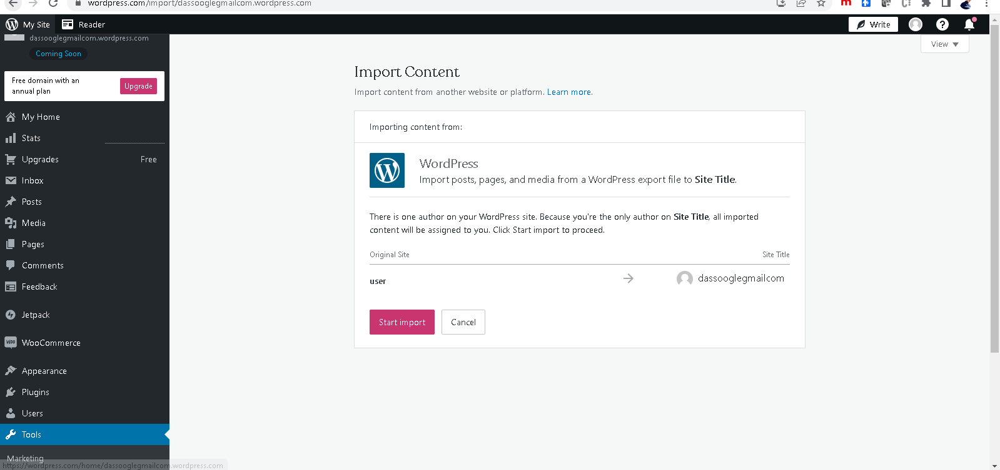 wordpress.com/import/dassooglegmailcom.wordpress.com
My Site
Reader
Write
dassooglegmailcom.wordpress.com
Coming Soon
View
Free domain with an
annual plan
Upgrade
My Home
Stats
Upgrades
Free
Inbox
Posts
Media
Pages
Comments
Feedback
Jetpack
WooCommerce
Appearance
Plugins
Users
Tools
Marketing
https://wordpress.com/home/dassooglegmailcom.wordpress.com
Import Content
Import content from another website or platform. Learn more.
Importing content from:
WordPress
Import posts, pages, and media from a WordPress export file to Site Title.
There is one author on your WordPress site. Because you're the only author on Site Title, all imported
content will be assigned to you. Click Start import to proceed.
Original Site
Site Title
user
dassooglegmailcom
Start import
Cancel